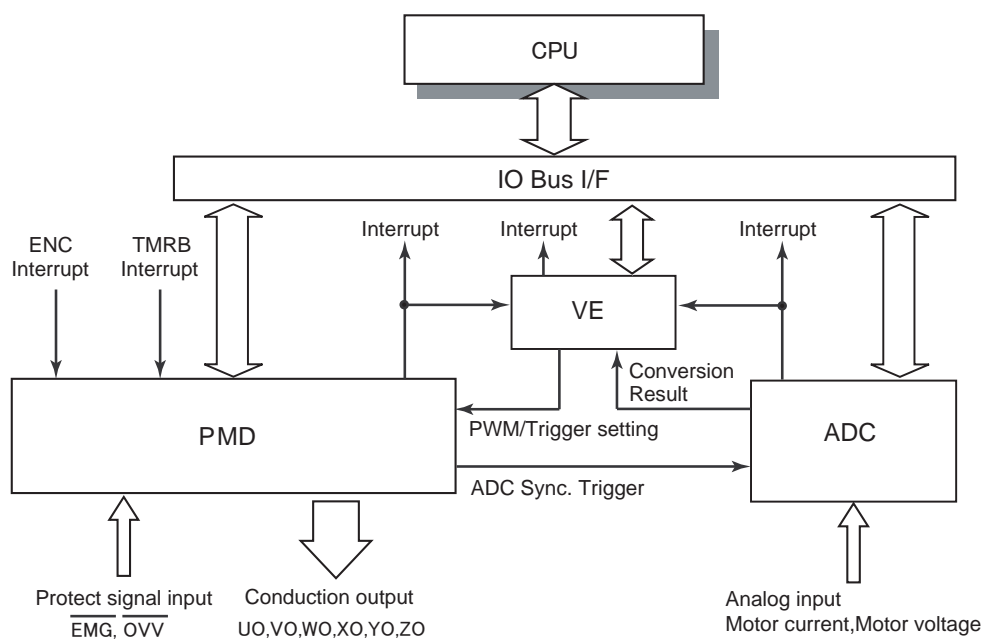 CPU
IO Bus I/F
Interrupt
Interrupt
Interrupt
ENC
Interrupt
TMRB
Interrupt
VE
Conversion
Result
PMD
PWM/Trigger setting
ADC
ADC Sync. Trigger
Protect signal input
EMG, OVV
Conduction output
UO,VO,WO,XO,YO,ZO
Analog input
Motor current,Motor voltage